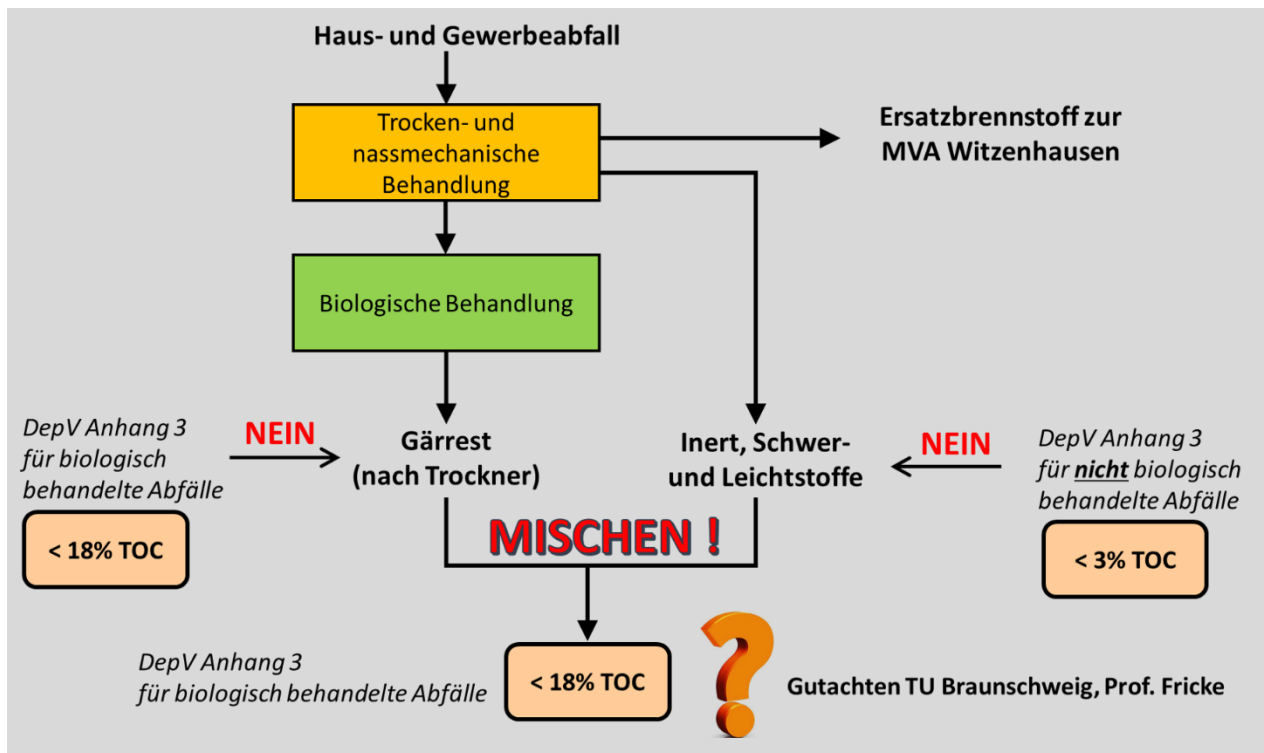 Haus- und Gewerbeabfall
Trocken- und
nassmechanische
Behandlung
Ersatzbrennstoff zur
MVA Witzenhausen
Biologische Behandlung
DepV Anhang 3
für biologisch
behandelte Abfälle
< 18% TOC
NEIN
Gärrest
(nach Trockner)
Inert, Schwer-
und Leichtstoffe
NEIN
DepV Anhang 3
für nicht biologisch
behandelte Abfälle
< 3% TOC
MISCHEN !
DepV Anhang 3
für biologisch behandelte Abfälle
< 18% TOC
?
Gutachten TU Braunschweig, Prof. Fricke